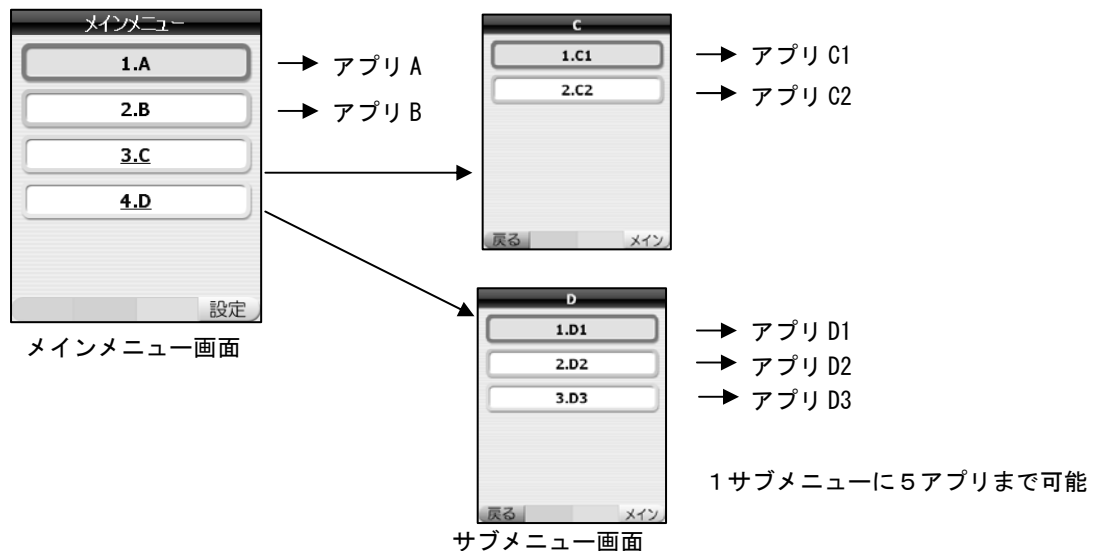 メインメニュー
1.A
2.B
3.C
4.D
設定
メインメニュー画面
アプリ A
アプリ B
C
1.C1
2.C2
戻る
メイン
アプリ C1
アプリ C2
D
1.D1
2.D2
3.D3
戻る
メイン
サブメニュー画面
アプリ D1
アプリ D2
アプリ D3
1サブメニューに5アプリまで可能